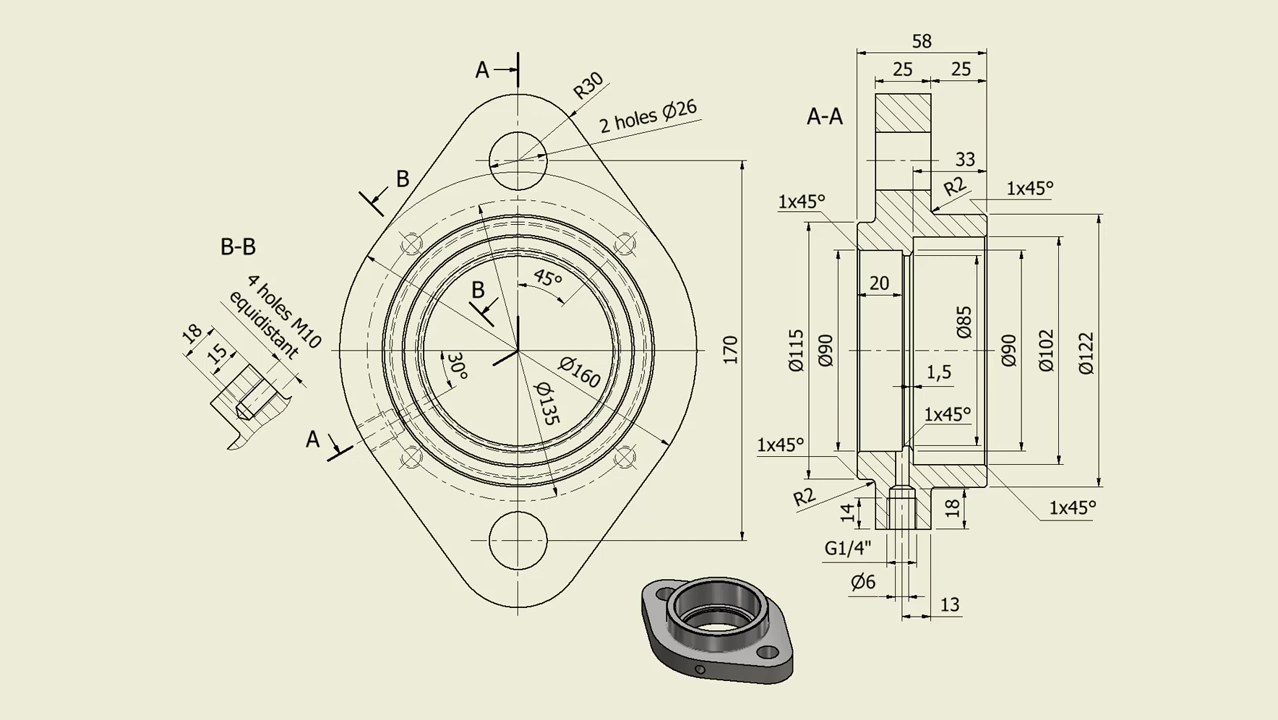 A
R30
2 holes Ø26
B
B-B
4 holes M10
equidistant
18
15
B
45°
30°
Ø160
Ø135
A
170
58
25
25
A-A
33
R2
1x45°
1x45°
20
Ø115
Ø90
Ø85
Ø90
Ø102
Ø122
1,5
1x45°
1x45°
R2
14
18
1x45°
G1/4"
Ø6
13